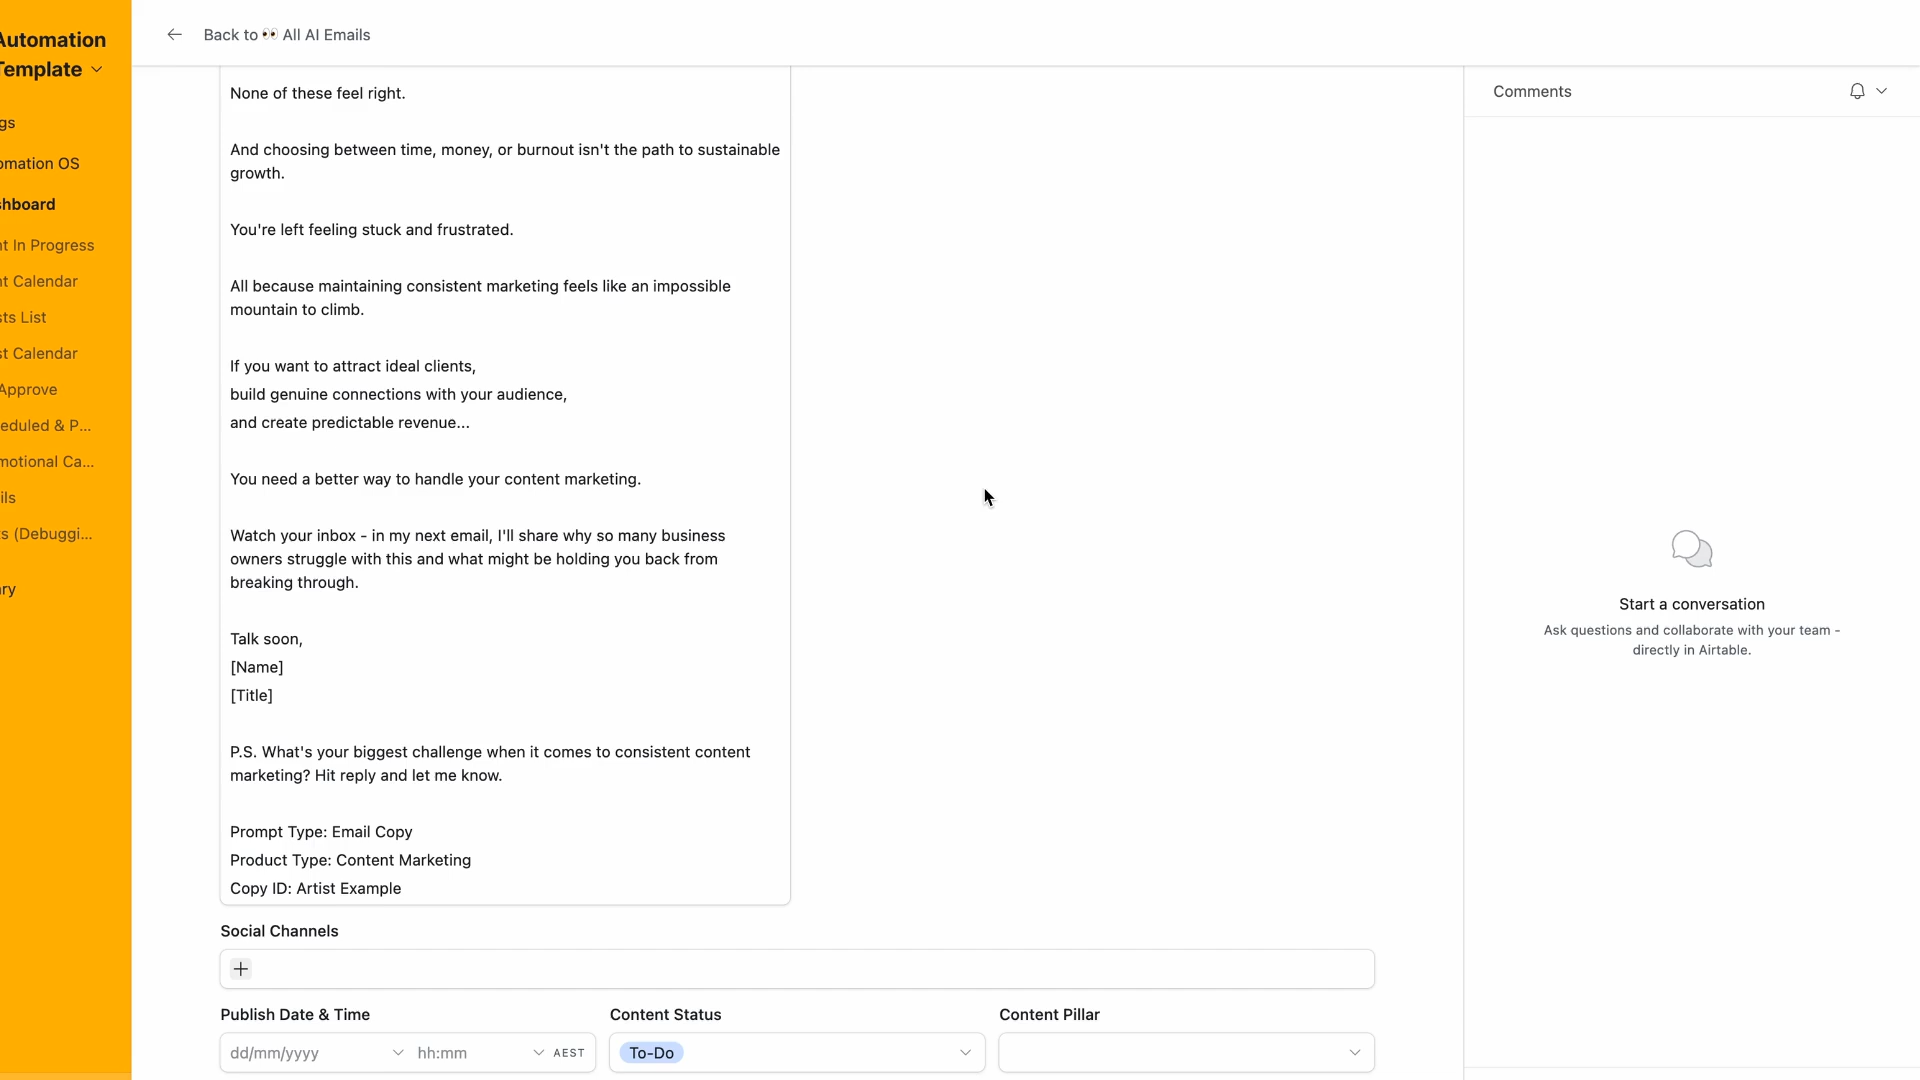 Automation
Template
gs
omation OS
shboard
nt In Progress
nt Calendar
sts List
st Calendar
Approve
eduled & P...
motional Ca...
ils
s (Debuggi...
ry
Back to 👀 All AI Emails
None of these feel right.
And choosing between time, money, or burnout isn't the path to sustainable
growth.
You're left feeling stuck and frustrated.
All because maintaining consistent marketing feels like an impossible
mountain to climb.
If you want to attract ideal clients,
build genuine connections with your audience,
and create predictable revenue...
You need a better way to handle your content marketing.
Watch your inbox - in my next email, I'll share why so many business
owners struggle with this and what might be holding you back from
breaking through.
Talk soon,
[Name]
[Title]
P.S. What's your biggest challenge when it comes to consistent content
marketing? Hit reply and let me know.
Prompt Type: Email Copy
Product Type: Content Marketing
Copy ID: Artist Example
Social Channels
Publish Date & Time
dd/mm/yyyy hh:mm AEST
Content Status
To-Do
Content Pillar
Comments
Start a conversation
Ask questions and collaborate with your team -
directly in Airtable.